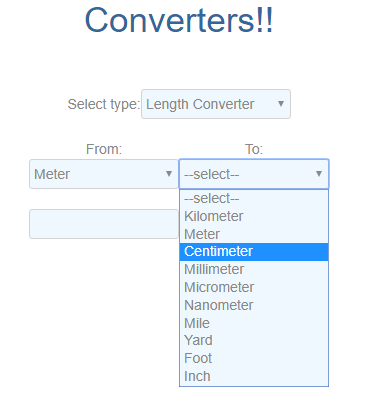 Converters!!
Select type: Length Converter
From: To:
Meter --select--
--select--
Kilometer
Meter
Centimeter
Millimeter
Micrometer
Nanometer
Mile
Yard
Foot
Inch